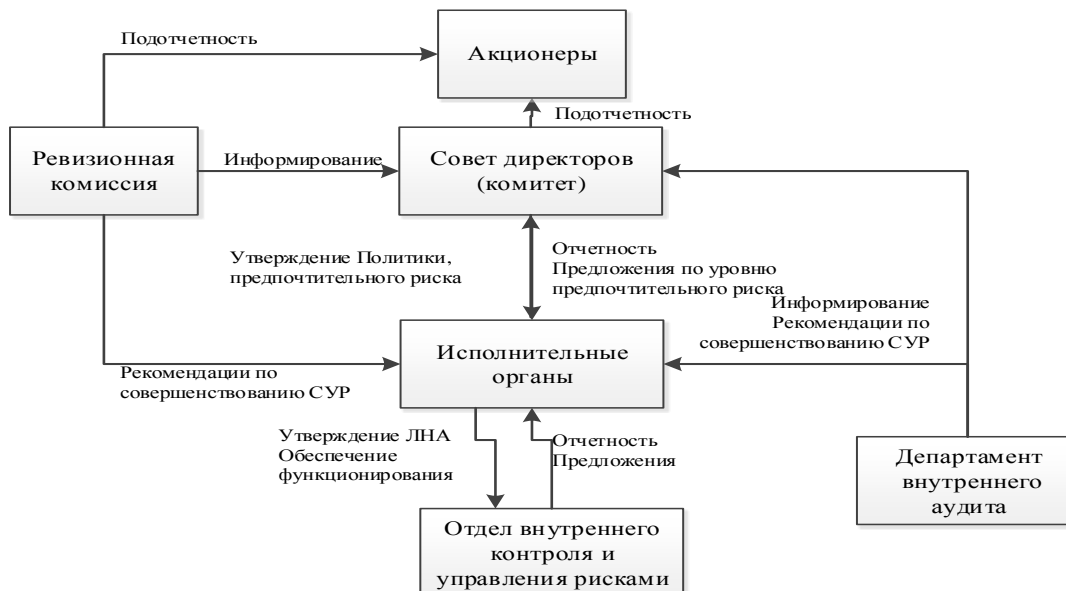 Подотчетность
Акционеры
Подотчетность
Ревизионная
комиссия
Информирование
Совет директоров
(комитет)
Утверждение Политики,
предпочтительного риска
Отчетность
Предложения по уровню
предпочтительного риска
Информирование
Рекомендации по
совершенствованию СУР
Рекомендации по
совершенствованию СУР
Исполнительные
органы
Утверждение ЛНА
Обеспечение
функционирования
Отчетность
Предложения
Департамент
внутреннего
аудита
Отдел внутреннего
контроля и
управления рисками